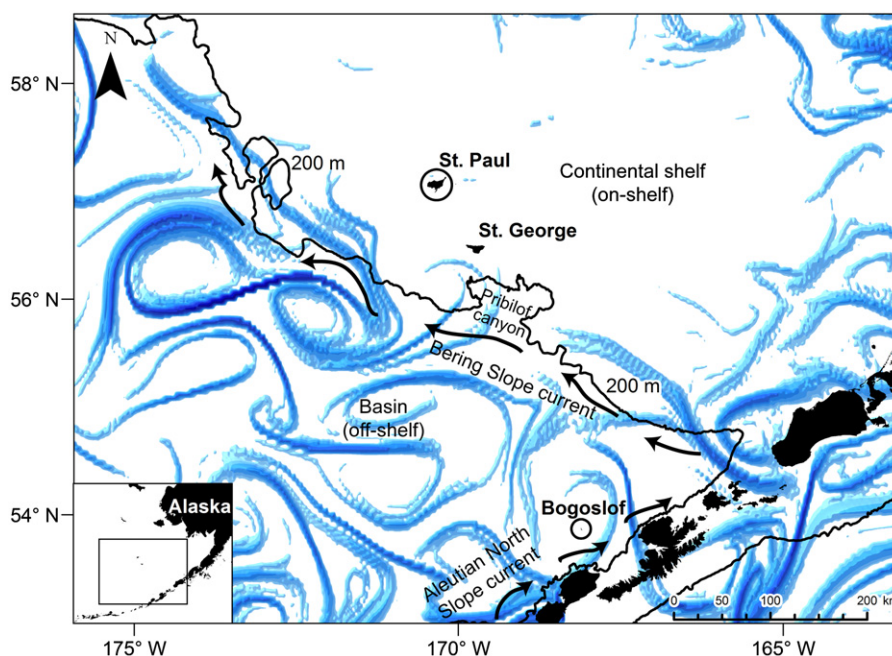 N
58° N
200 m
St. Paul
Continental shelf
(on-shelf)
St. George
56° N
Pribilof
canyon
Bering Slope current
200 m
Basin
(off-shelf)
54° N
Alaska
Bogoslof
Aleutian North
Slope current
0 50 100 200 km
175° W
170° W
165° W